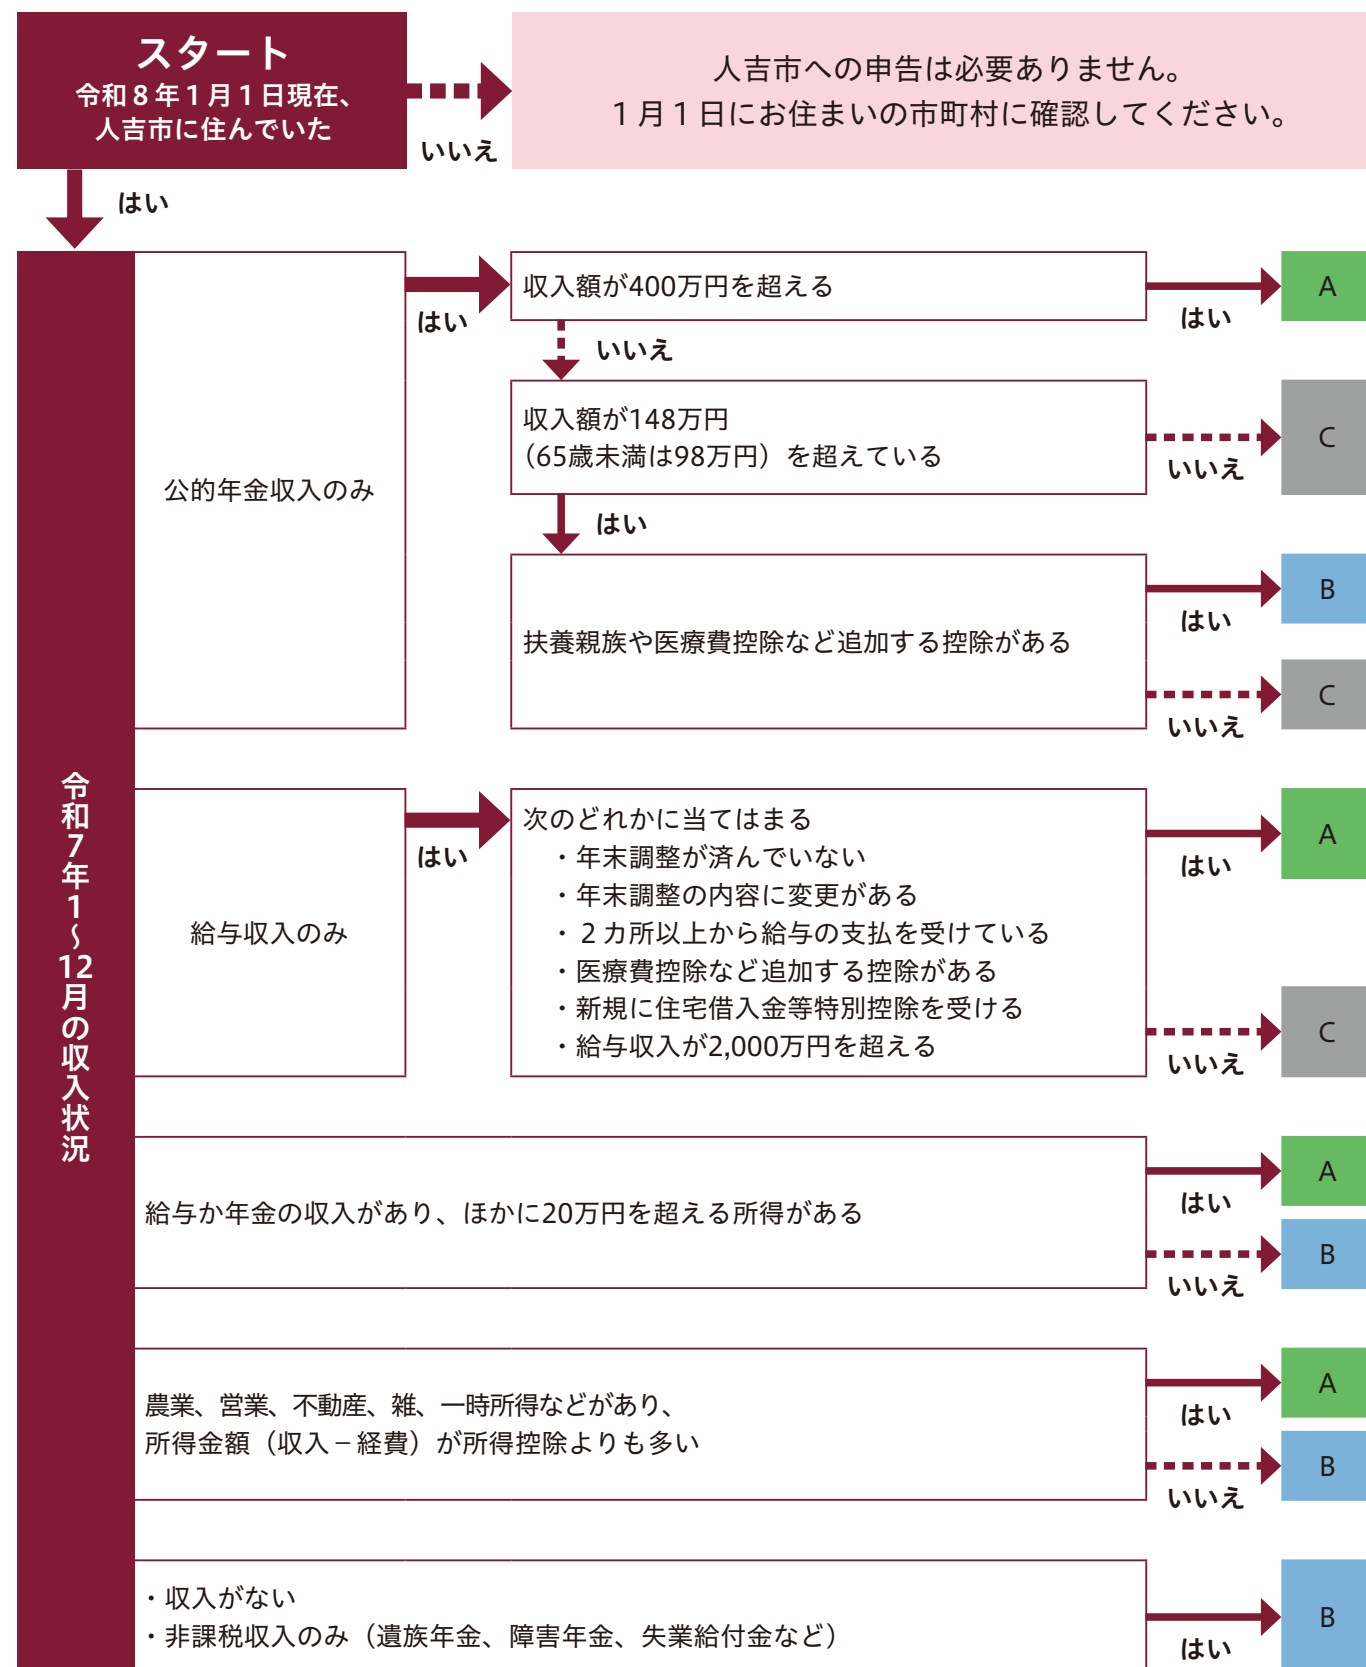 スタート
令和８年１月１日現在、
人吉市に住んでいた
いいえ
人吉市への申告は必要ありません。
１月１日にお住まいの市町村に確認してください。
はい
令和7年1～12月の収入状況
公的年金収入のみ
はい
収入額が400万円を超える
はい
A
いいえ
収入額が148万円
（65歳未満は98万円）を超えている
いいえ
C
はい
扶養親族や医療費控除など追加する控除がある
はい
B
いいえ
C
給与収入のみ
はい
次のどれかに当てはまる
・年末調整が済んでいない
・年末調整の内容に変更がある
・２カ所以上から給与の支払を受けている
・医療費控除など追加する控除がある
・新規に住宅借入金等特別控除を受ける
・給与収入が2,000万円を超える
はい
A
いいえ
C
給与か年金の収入があり、ほかに20万円を超える所得がある
はい
A
いいえ
B
農業、営業、不動産、雑、一時所得などがあり、
所得金額（収入－経費）が所得控除よりも多い
はい
A
いいえ
B
・収入がない
・非課税収入のみ（遺族年金、障害年金、失業給付金など）
はい
B